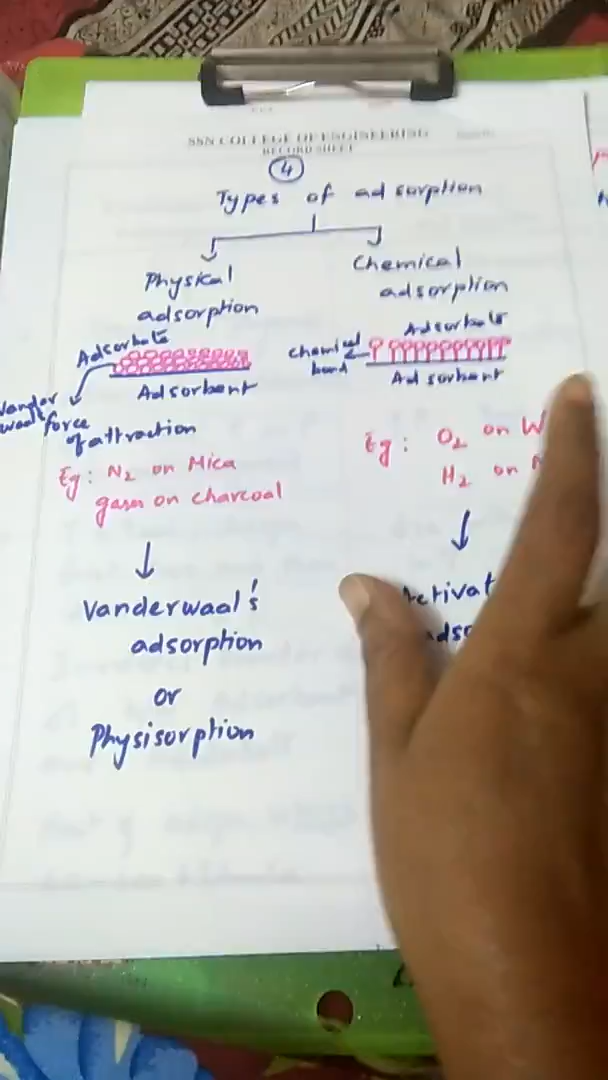 SSN COLLEGE OF ENGINEERING
RECORD SHEET
4
Types of adsorption
Physical
adsorption
Adsorbate
Adsorbent
Vander
waal force
of attraction
Eg: N2 on Mica
gases on charcoal
Vanderwaal's
adsorption
or
Physisorption
Chemical
adsorption
Adsorbate
chemical
bond
Adsorbent
Eg: O2 on W
H2 on